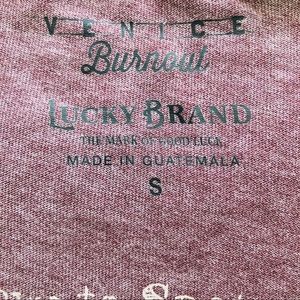 VENICE
Burnout
LUCKY BRAND
THE MARK OF GOOD LUCK
MADE IN GUATEMALA
S